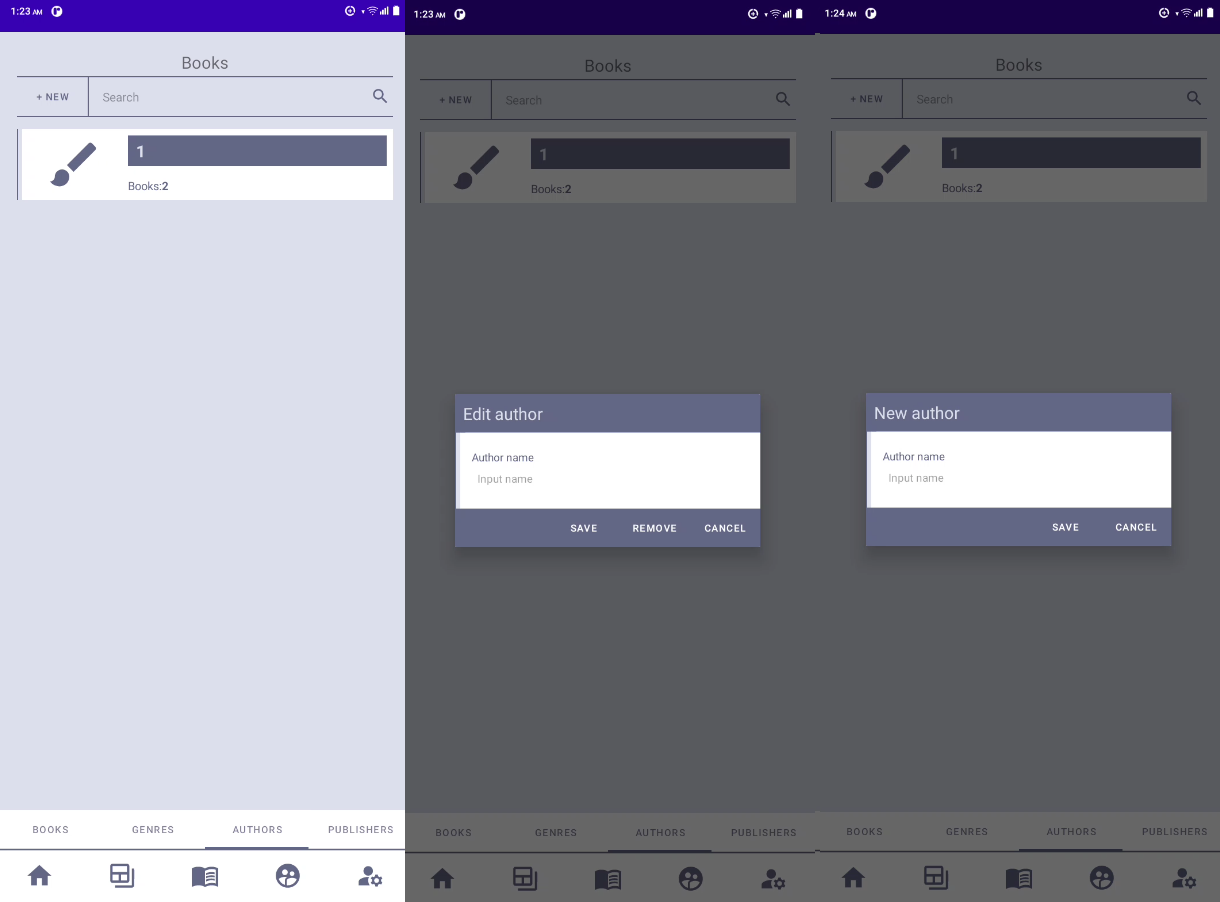 1:23 AM
Books
+ NEW
Search
1
Books:2
BOOKS
GENRES
AUTHORS
PUBLISHERS
1:23 AM
Books
+ NEW
Search
1
Books:2
Edit author
Author name
Input name
SAVE
REMOVE
CANCEL
BOOKS
GENRES
AUTHORS
PUBLISHERS
1:24 AM
Books
+ NEW
Search
1
Books:2
New author
Author name
Input name
SAVE
CANCEL
BOOKS
GENRES
AUTHORS
PUBLISHERS